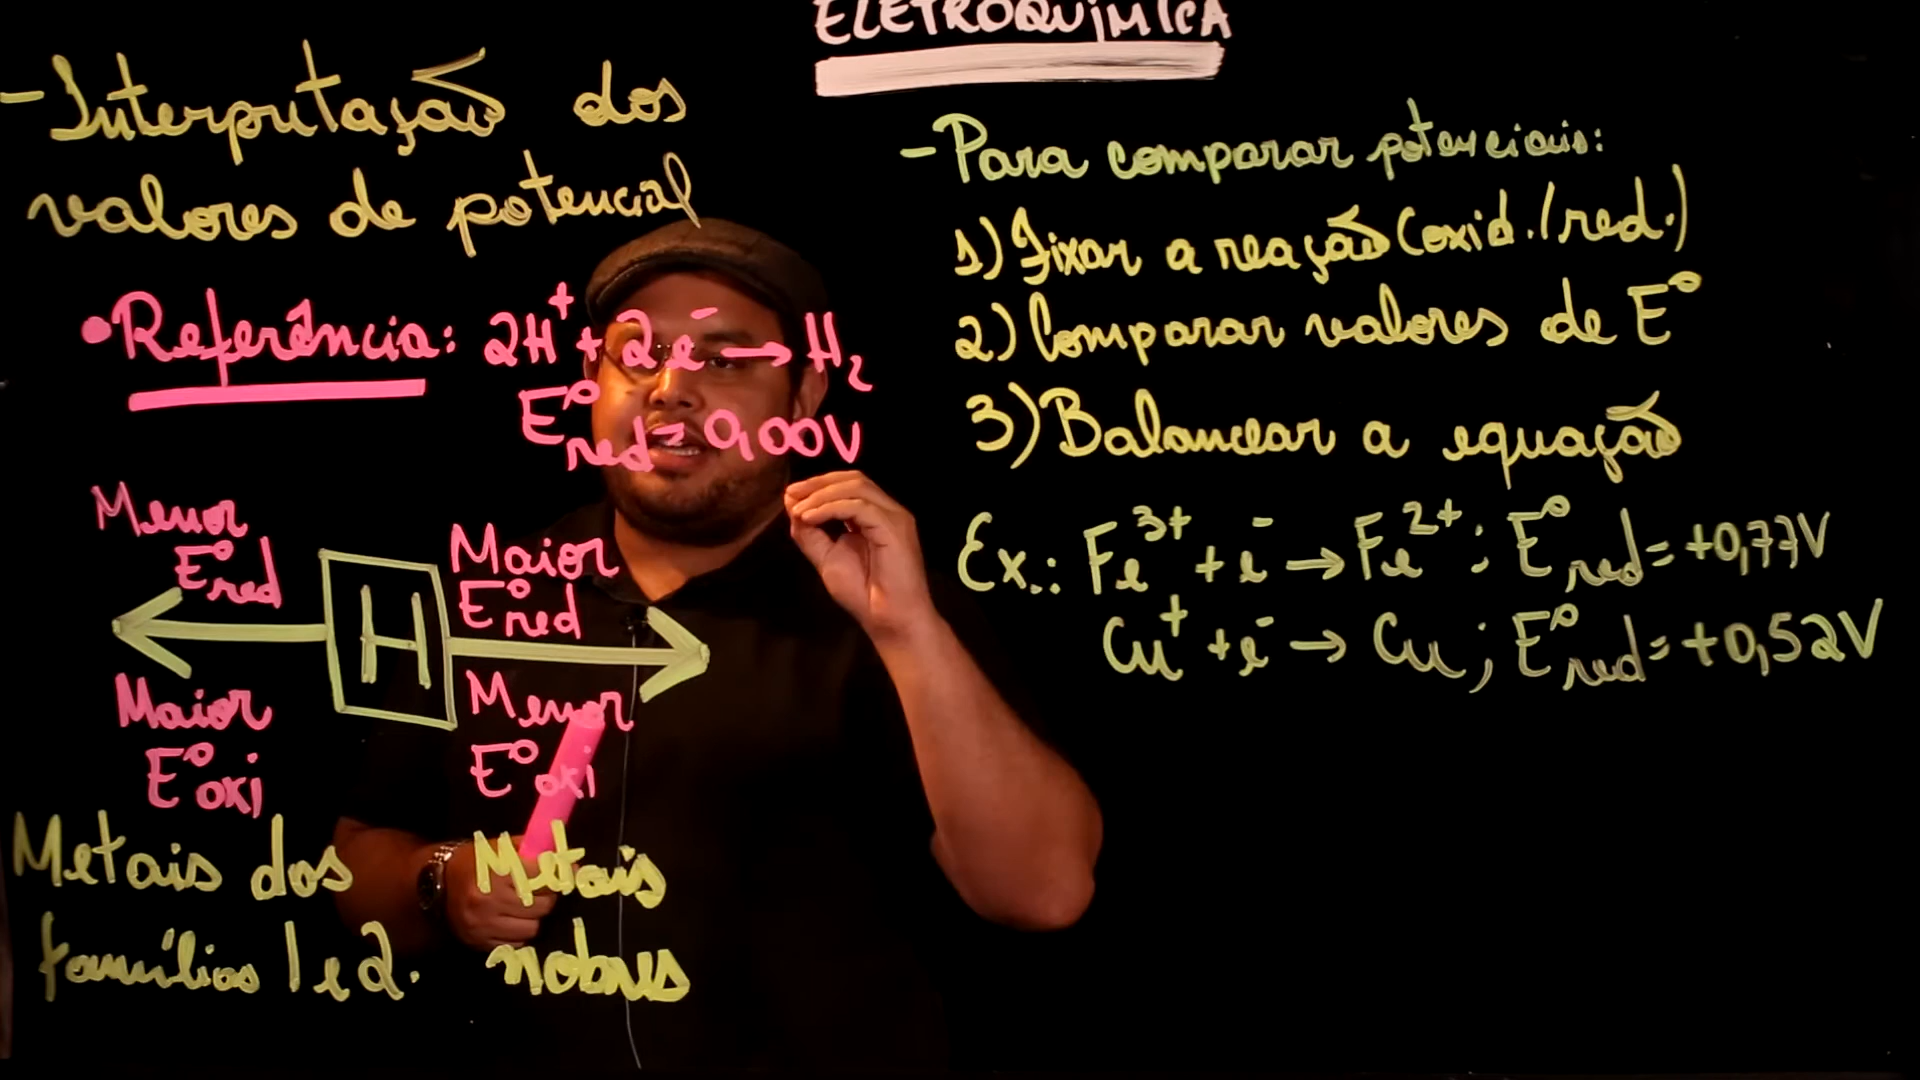 ELETROQUÍMICA
- Interpretação dos
valores de potencial
• Referência: 2H⁺ + 2e⁻ → H₂
E°red = 0,00V
Menor
E°red
Maior
E°red
H
Maior
E°oxi
Menor
E°oxi
Metais dos
famílias 1 e 2.
Metais
nobres
- Para comparar potenciais:
1) Fixar a reação (oxid./red.)
2) Comparar valores de E°
3) Balancear a equação
Ex.: Fe³⁺ + e⁻ → Fe²⁺ ; E°red = +0,77V
Cu⁺ + e⁻ → Cu ; E°red = +0,52V